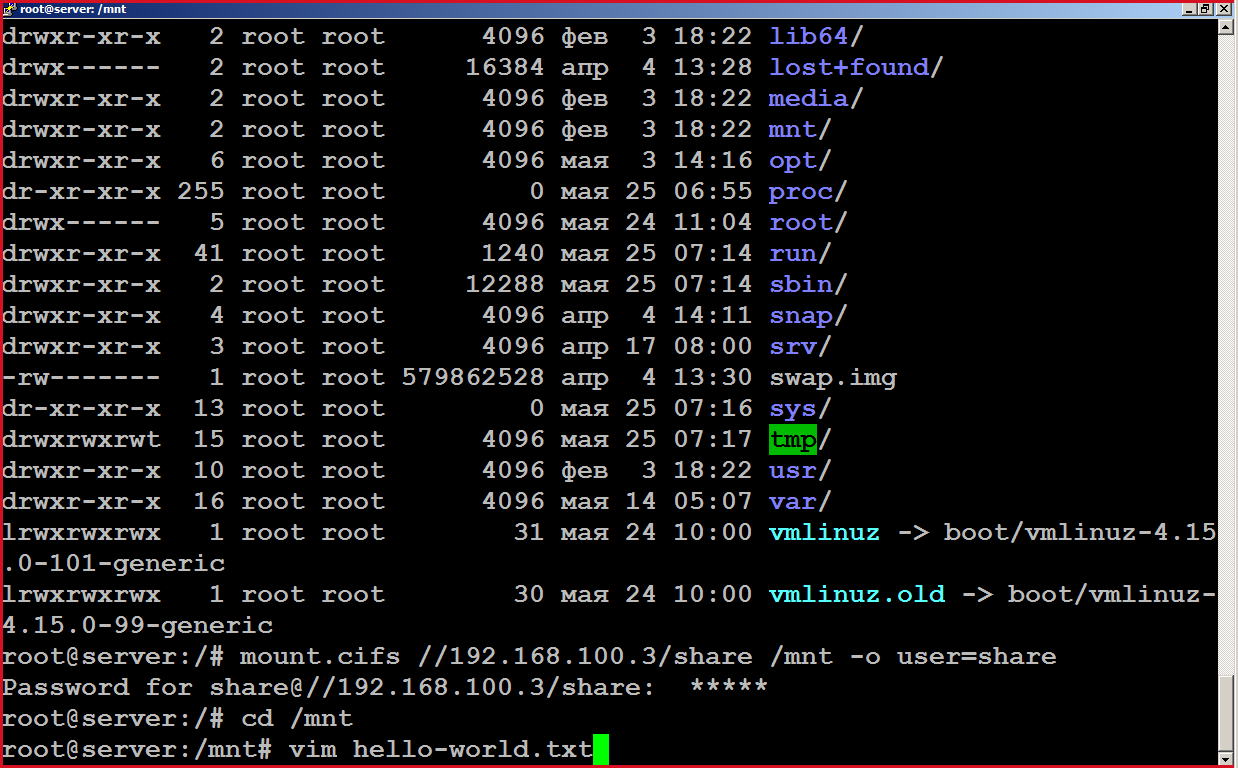 root@server: /mnt
drwxr-xr-x   2 root root      4096 фев  3 18:22 lib64/
drwx------   2 root root     16384 апр  4 13:28 lost+found/
drwxr-xr-x   2 root root      4096 фев  3 18:22 media/
drwxr-xr-x   2 root root      4096 фев  3 18:22 mnt/
drwxr-xr-x   6 root root      4096 мая  3 14:16 opt/
dr-xr-xr-x 255 root root         0 мая 25 06:55 proc/
drwx------   5 root root      4096 мая 24 11:04 root/
drwxr-xr-x  41 root root      1240 мая 25 07:14 run/
drwxr-xr-x   2 root root     12288 мая 25 07:14 sbin/
drwxr-xr-x   4 root root      4096 апр  4 14:11 snap/
drwxr-xr-x   3 root root      4096 апр 17 08:00 srv/
-rw-------   1 root root 579862528 апр  4 13:30 swap.img
dr-xr-xr-x  13 root root         0 мая 25 07:16 sys/
drwxrwxrwt  15 root root      4096 мая 25 07:17 tmp/
drwxr-xr-x  10 root root      4096 фев  3 18:22 usr/
drwxr-xr-x  16 root root      4096 мая 14 05:07 var/
lrwxrwxrwx   1 root root        31 мая 24 10:00 vmlinuz -> boot/vmlinuz-4.15
.0-101-generic
lrwxrwxrwx   1 root root        30 мая 24 10:00 vmlinuz.old -> boot/vmlinuz-
4.15.0-99-generic
root@server:/# mount.cifs //192.168.100.3/share /mnt -o user=share
Password for share@//192.168.100.3/share:  *****
root@server:/# cd /mnt
root@server:/mnt# vim hello-world.txt